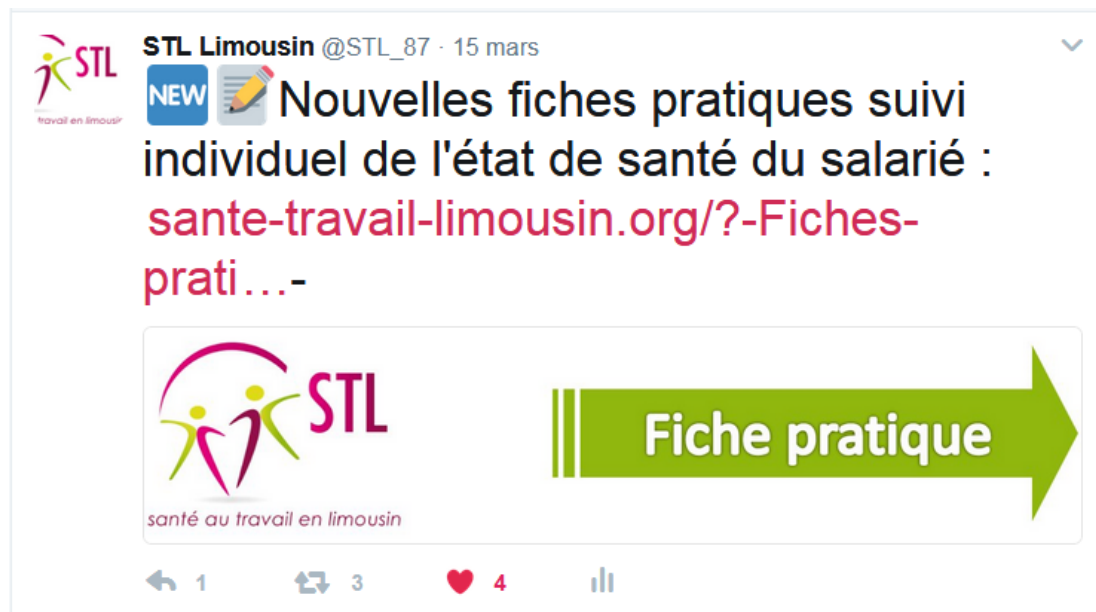 STL Limousin @STL_87 · 15 mars
STL
travail en limousin
NEW Nouvelles fiches pratiques suivi
individuel de l'état de santé du salarié :
sante-travail-limousin.org/?-Fiches-
prati…-
STL
Fiche pratique
santé au travail en limousin
1 3 4